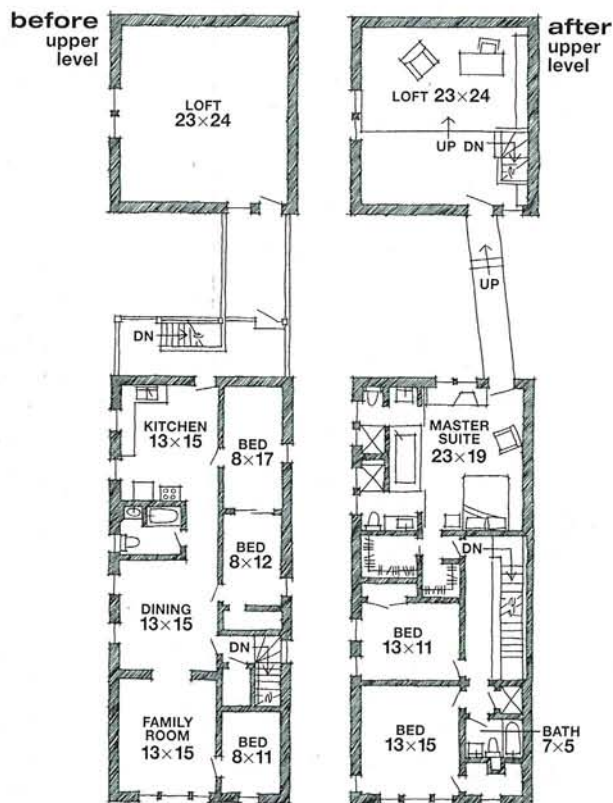 before
upper
level
LOFT
23×24
DN
KITCHEN
13×15
BED
8×17
BED
8×12
DINING
13×15
DN
FAMILY
ROOM
13×15
BED
8×11
after
upper
level
LOFT 23×24
UP DN
UP
MASTER
SUITE
23×19
DN
BED
13×11
BED
13×15
BATH
7×5